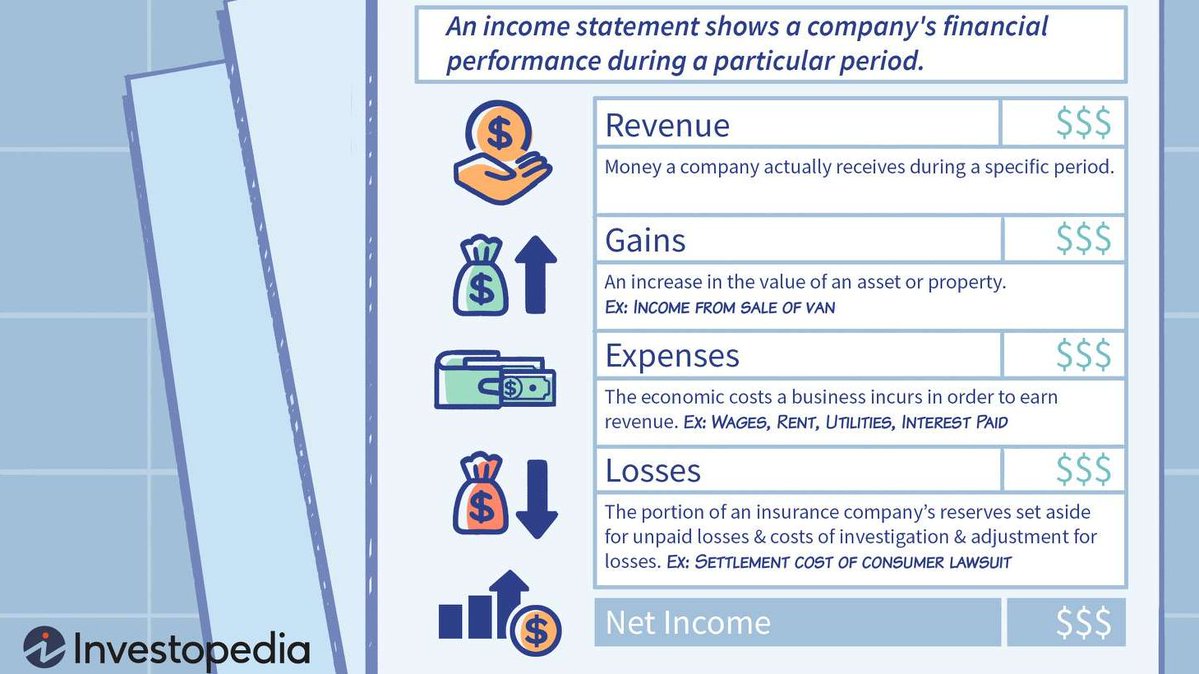 An income statement shows a company's financial
performance during a particular period.
Revenue $$$
Money a company actually receives during a specific period.
Gains $$$
An increase in the value of an asset or property.
Ex: Income from sale of van
Expenses $$$
The economic costs a business incurs in order to earn
revenue. Ex: Wages, Rent, Utilities, Interest Paid
Losses $$$
The portion of an insurance company’s reserves set aside
for unpaid losses & costs of investigation & adjustment for
losses. Ex: Settlement cost of consumer lawsuit
Net Income $$$
Investopedia